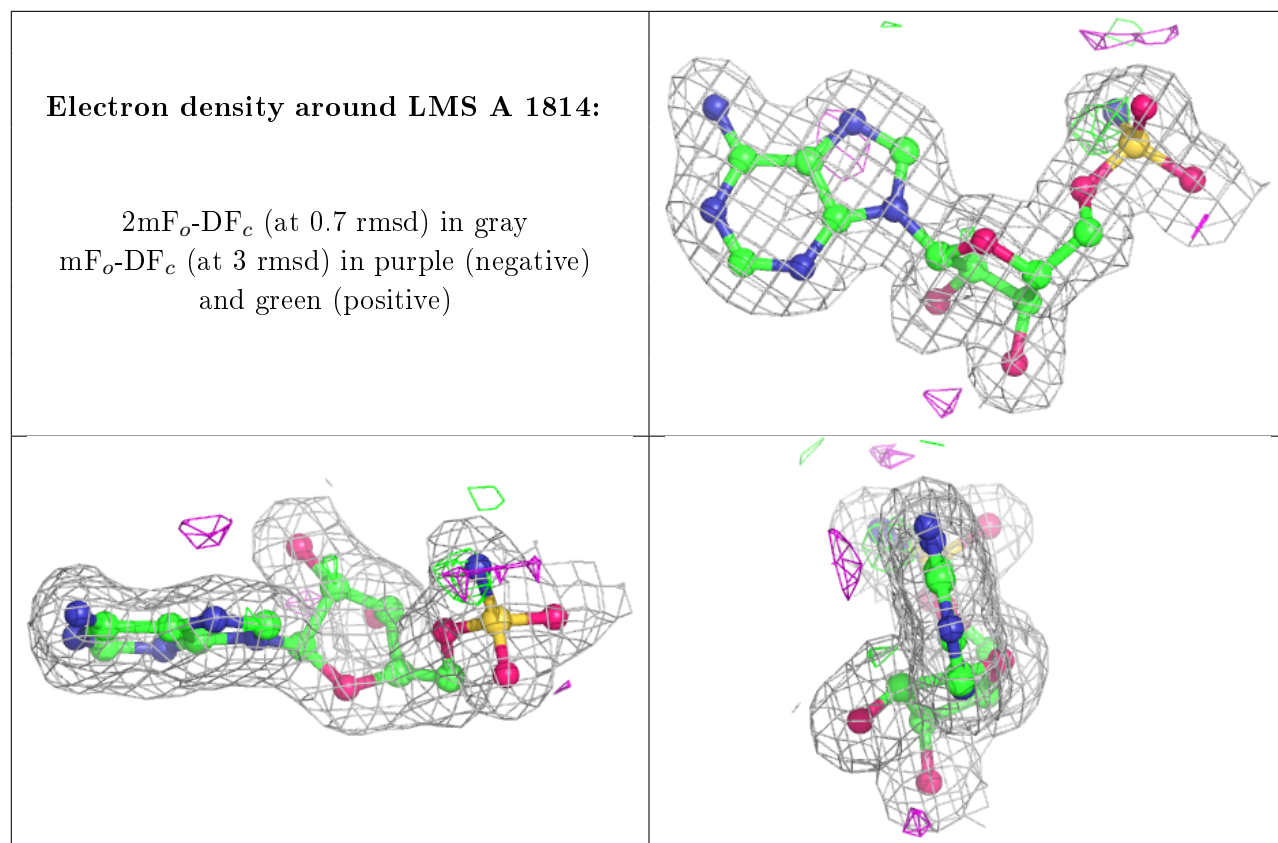 Electron density around LMS A 1814:
2mFo-DFc (at 0.7 rmsd) in gray
mFo-DFc (at 3 rmsd) in purple (negative)
and green (positive)